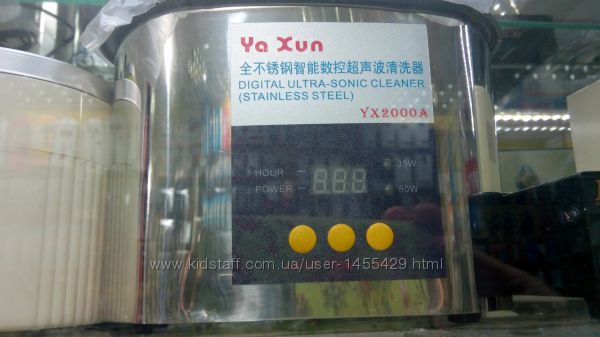 Ya Xun
全不锈钢智能数控超声波清洗器
DIGITAL ULTRA-SONIC CLEANER
(STAINLESS STEEL)
YX2000A
HOUR
35W
POWER
50W
www.kidstaff.com.ua/user-1455429.html